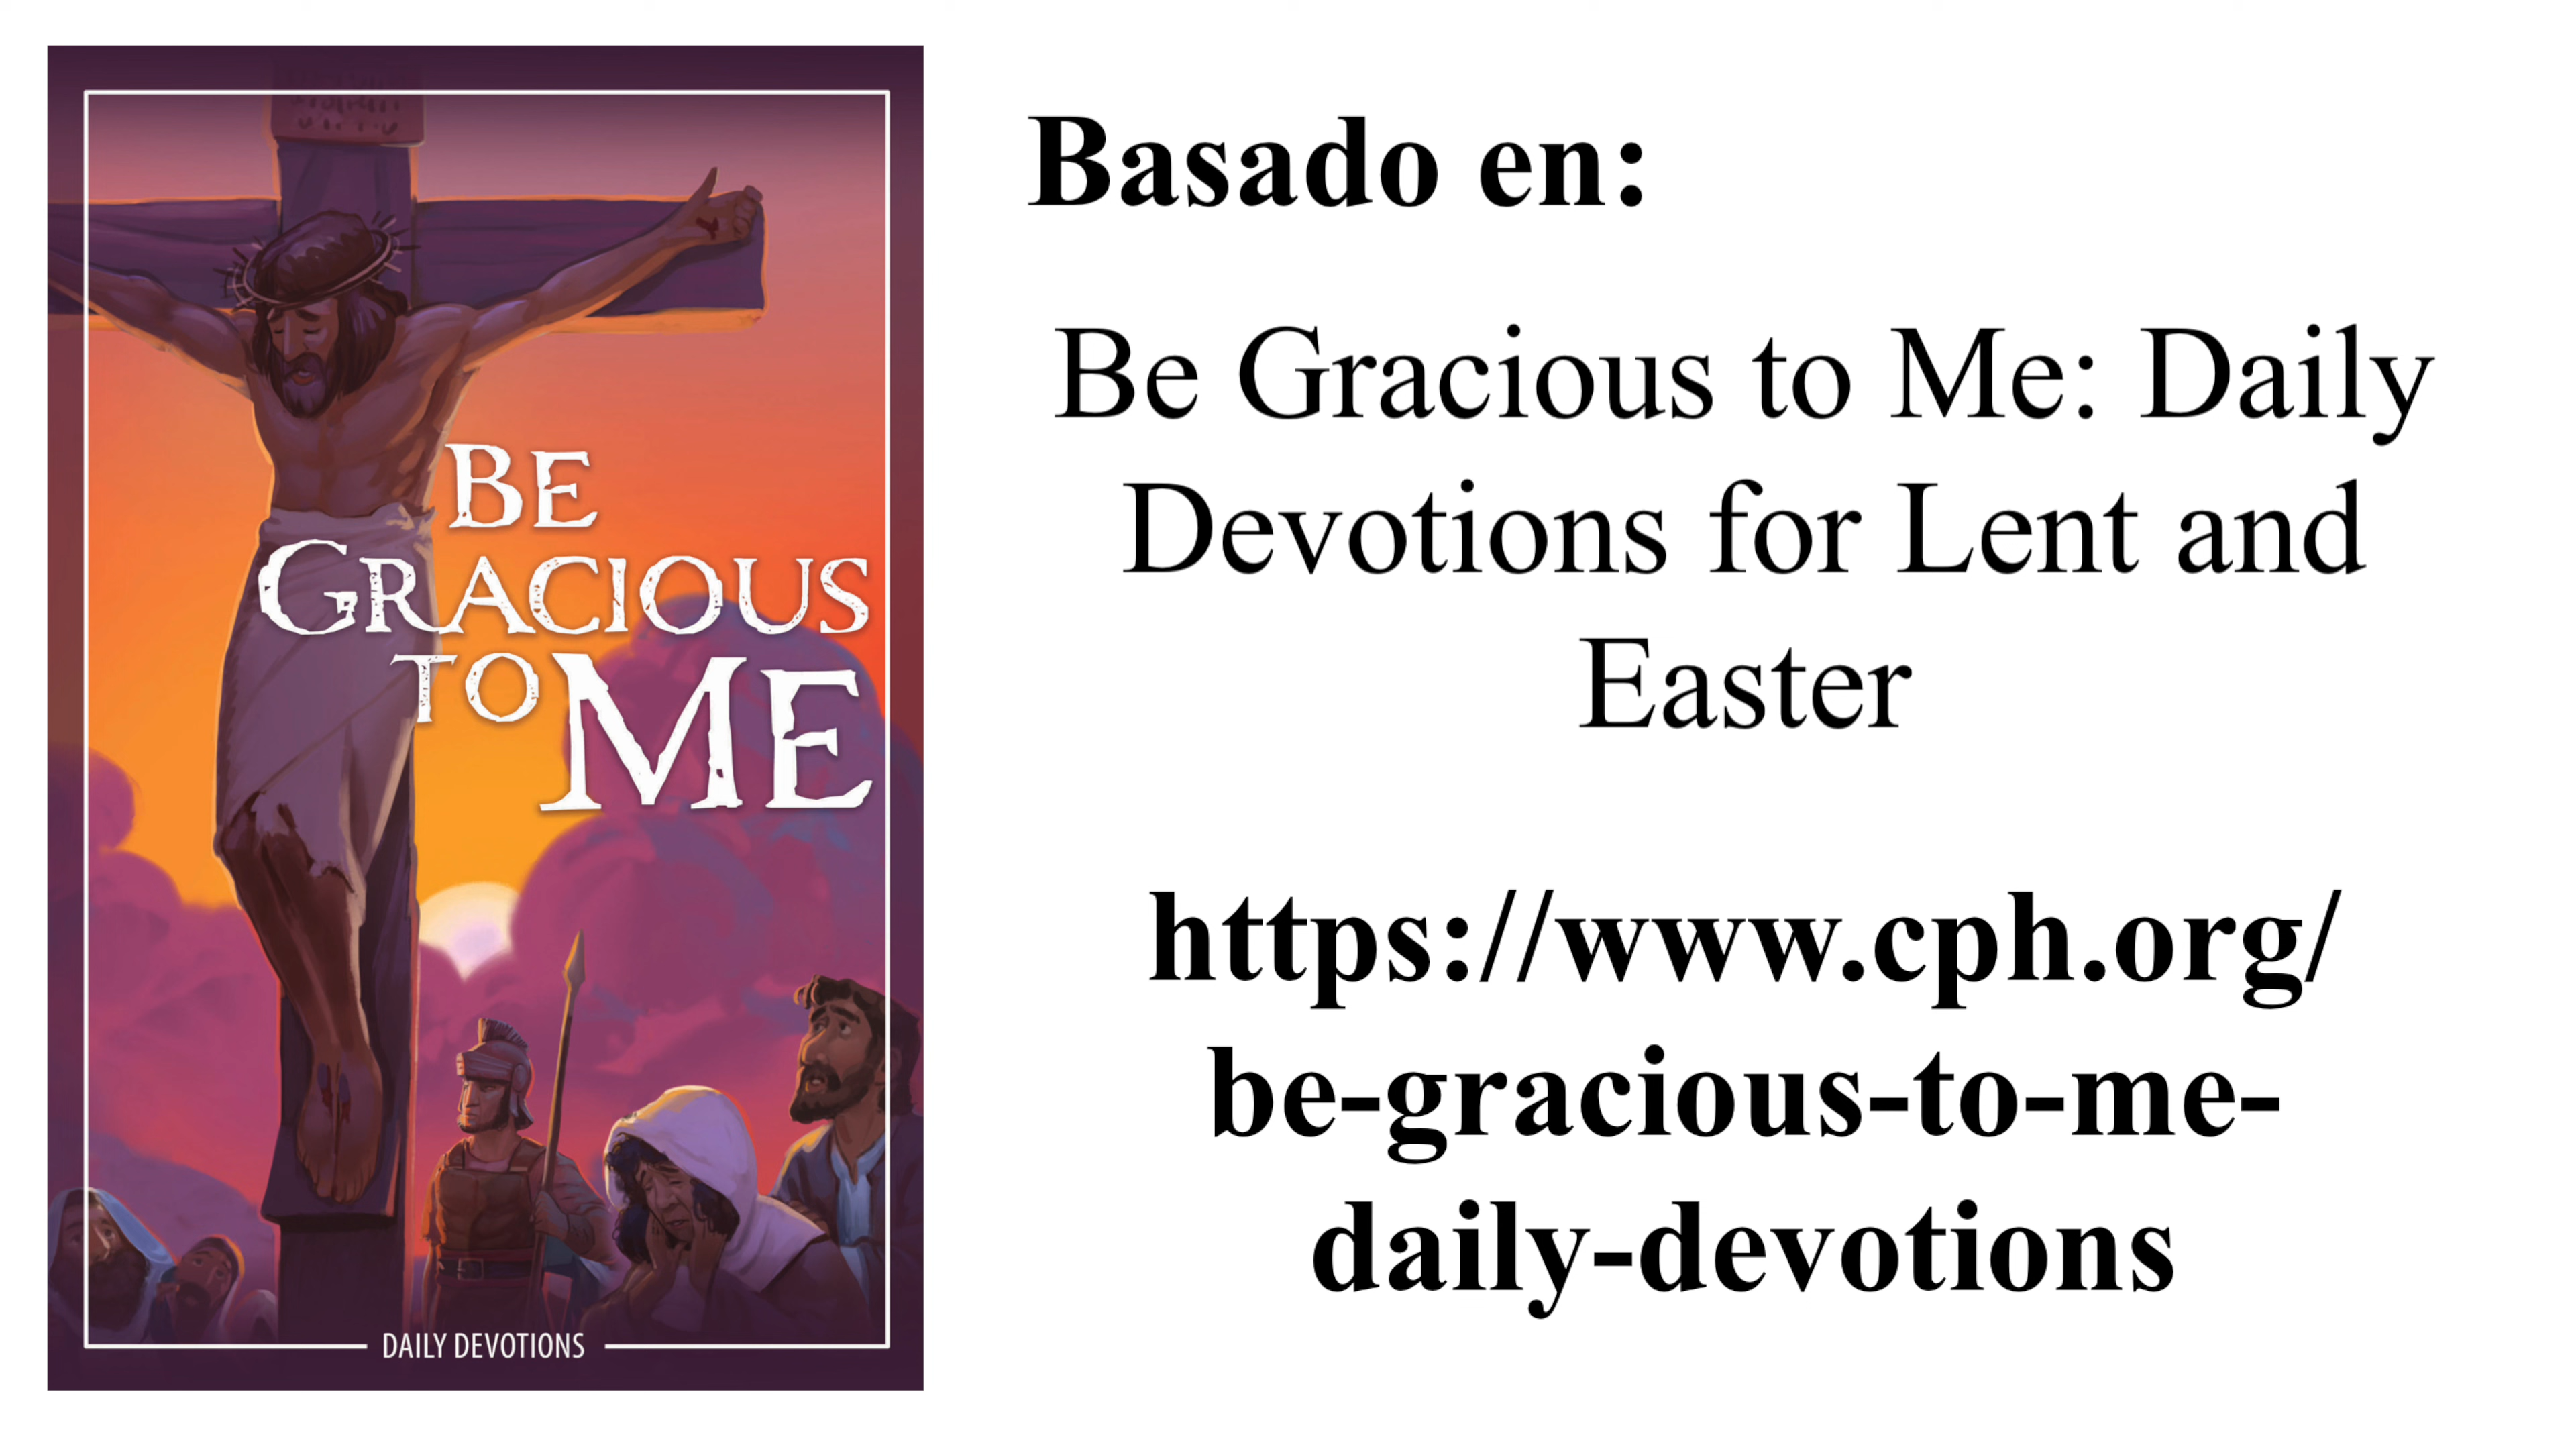 BE
GRACIOUS
TO ME
DAILY DEVOTIONS
Basado en:
Be Gracious to Me: Daily
Devotions for Lent and
Easter
https://www.cph.org/
be-gracious-to-me-
daily-devotions